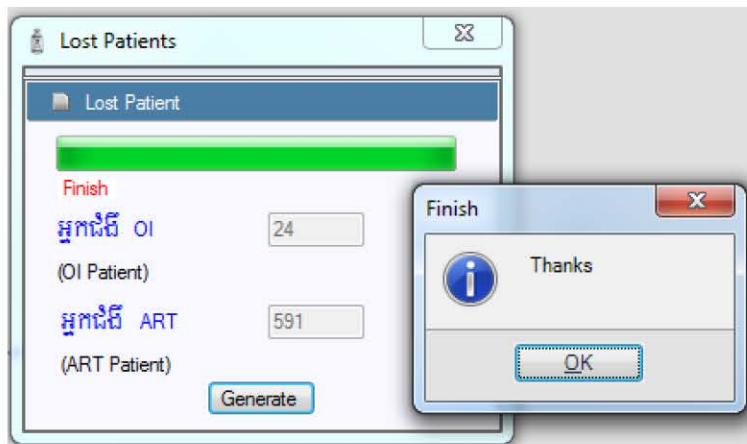 Lost Patients
Lost Patient
Finish
អ្នកជំងឺ OI
24
(OI Patient)
អ្នកជំងឺ ART
591
(ART Patient)
Generate
Finish
Thanks
OK